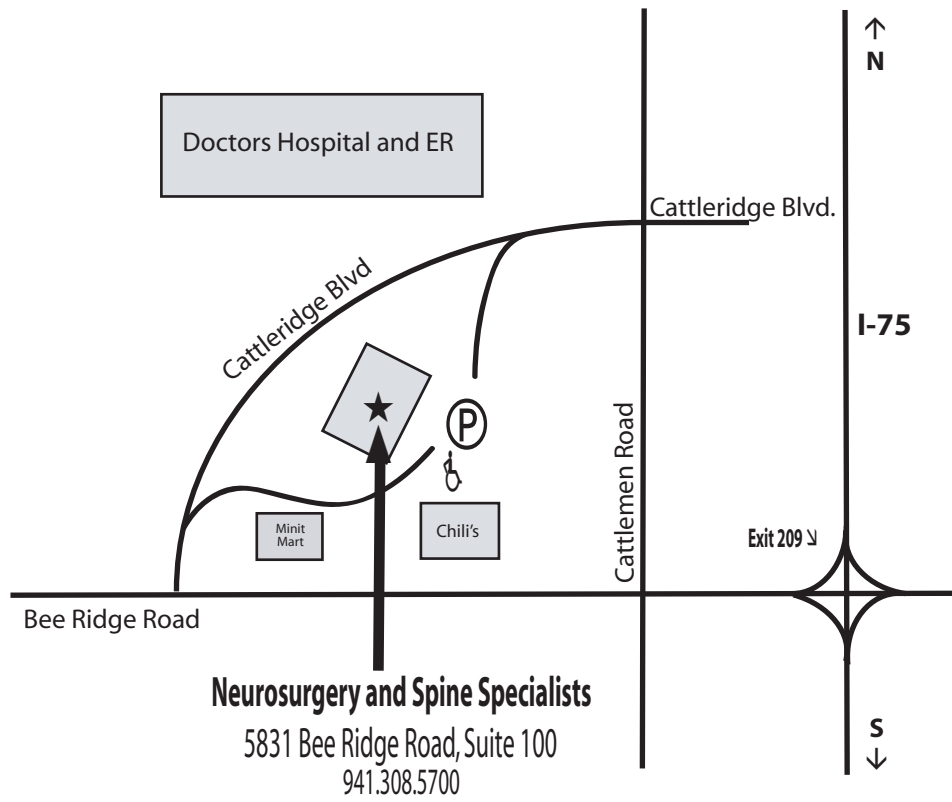 ↑
N
Doctors Hospital and ER
Cattleridge Blvd.
Cattleridge Blvd
I-75
P
Cattlemen Road
Minit
Mart
Chili's
Exit 209
Bee Ridge Road
Neurosurgery and Spine Specialists
5831 Bee Ridge Road, Suite 100
941.308.5700
S
↓